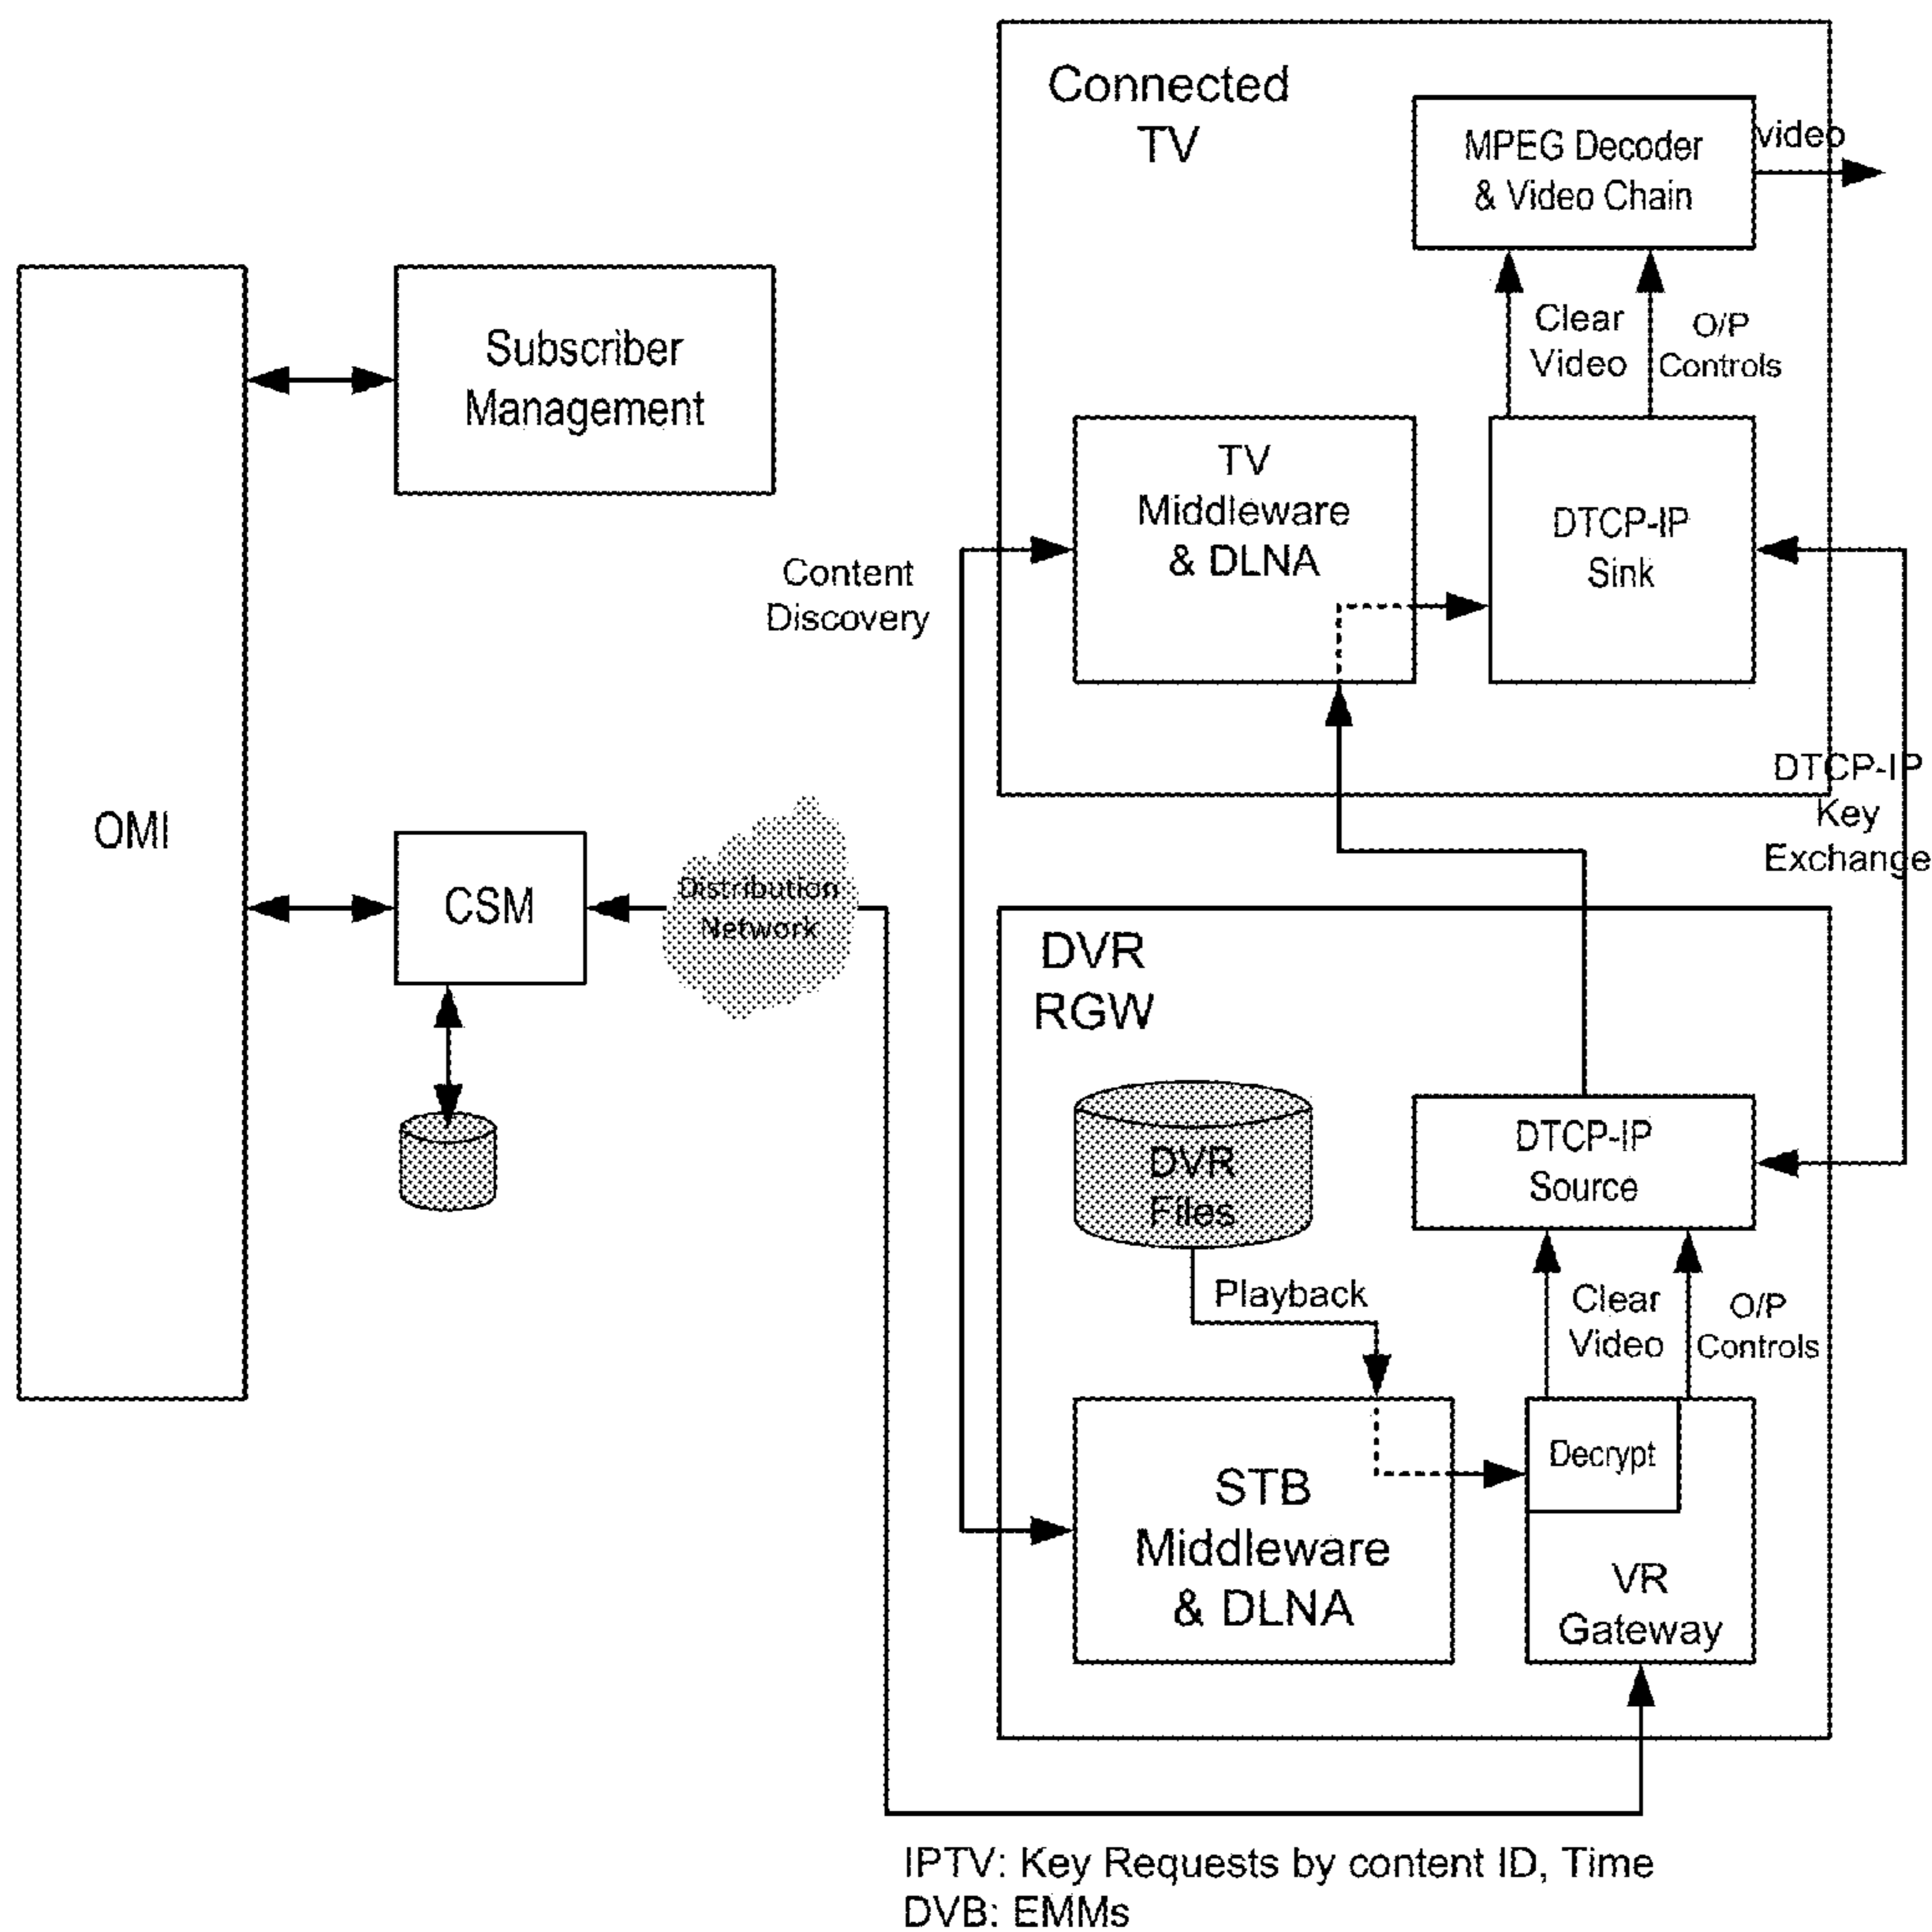 Connected
TV
MPEG Decoder
& Video Chain
video
Clear
Video
O/P
Controls
Subscriber
Management
TV
Middleware
& DLNA
DTCP-IP
Sink
Content
Discovery
OMI
CSM
Distribution
Network
DTCP-IP
Key
Exchange
DVR
RGW
DVR
Files
DTCP-IP
Source
Playback
Clear
Video
O/P
Controls
STB
Middleware
& DLNA
Decrypt
VR
Gateway
IPTV: Key Requests by content ID, Time
DVB: EMMs